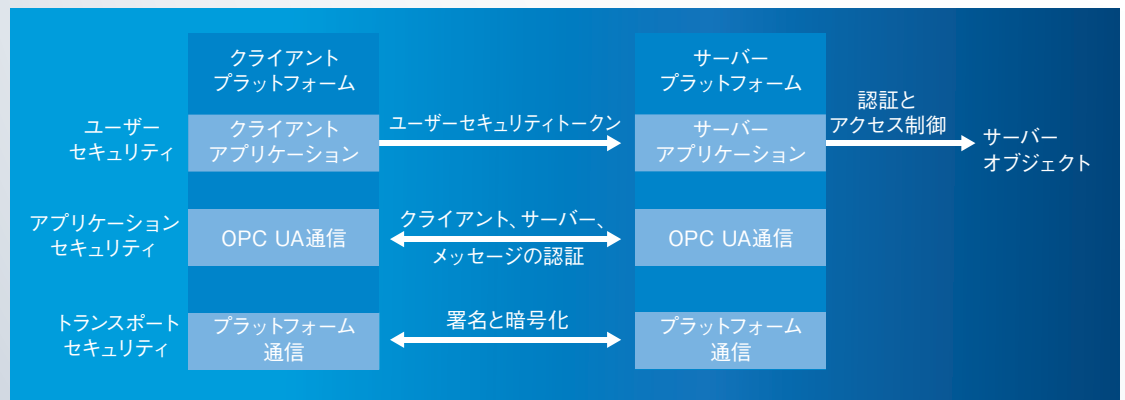 クライアント
プラットフォーム
サーバー
プラットフォーム
ユーザー
セキュリティ
クライアント
アプリケーション
ユーザーセキュリティトークン
サーバー
アプリケーション
認証と
アクセス制御
サーバー
オブジェクト
アプリケーション
セキュリティ
OPC UA通信
クライアント、サーバー、
メッセージの認証
OPC UA通信
トランスポート
セキュリティ
プラットフォーム
通信
署名と暗号化
プラットフォーム
通信